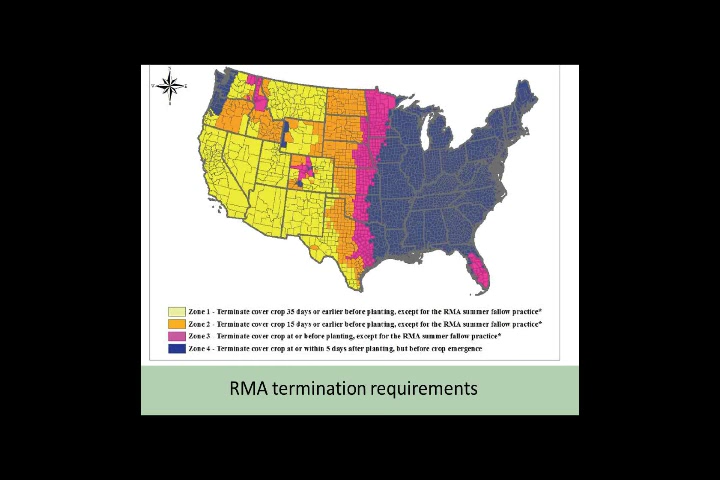 Zone 1 - Terminate cover crop 35 days or earlier before planting, except for the RMA summer fallow practice*
Zone 2 - Terminate cover crop 15 days or earlier before planting, except for the RMA summer fallow practice*
Zone 3 - Terminate cover crop at or before planting, except for the RMA summer fallow practice*
Zone 4 - Terminate cover crop at or within 5 days after planting, but before crop emergence
RMA termination requirements